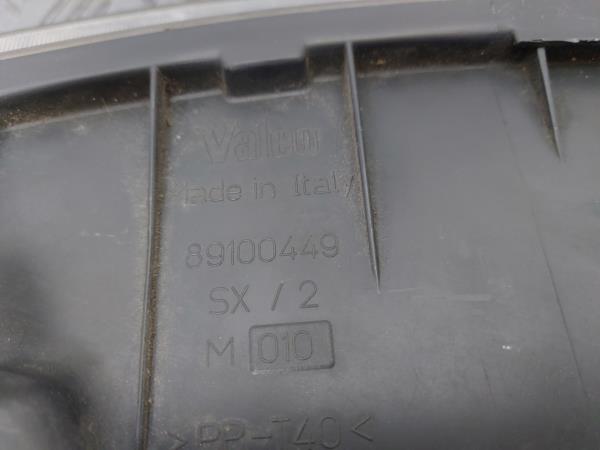 Valeo
Made in Italy
89100449
SX / 2
M 010
>PP-T40<